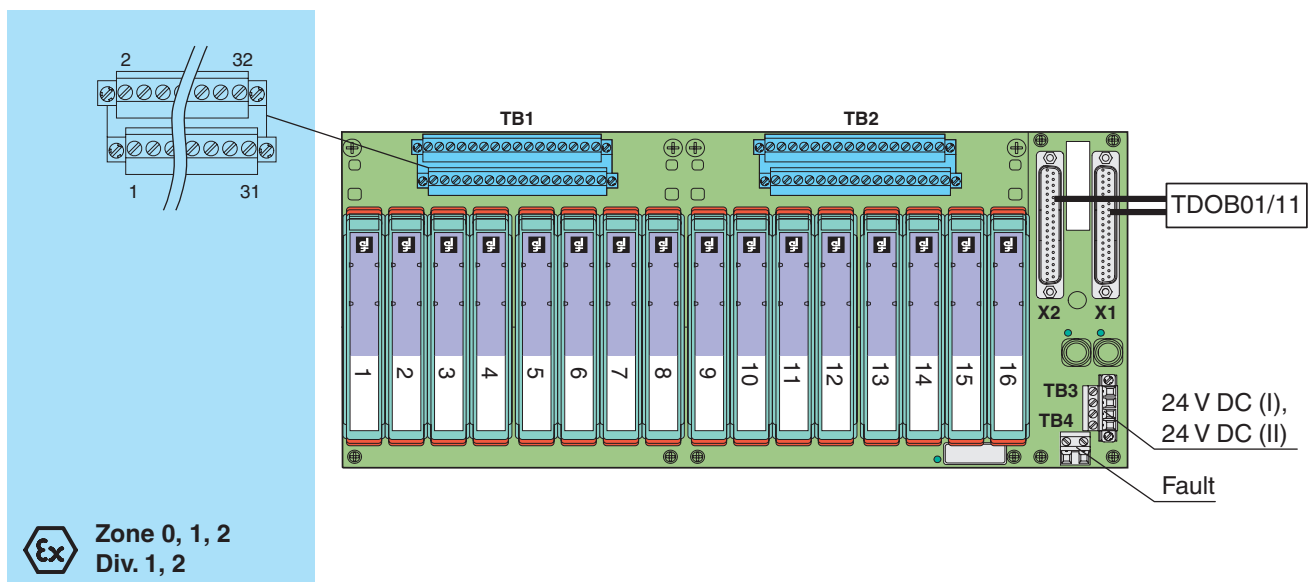 2 32
1 31
TB1 TB2
TDOB01/11
X2 X1
1 2 3 4 5 6 7 8 9 10 11 12 13 14 15 16
TB3
TB4
24 V DC (I),
24 V DC (II)
Fault
Ex Zone 0, 1, 2
Div. 1, 2